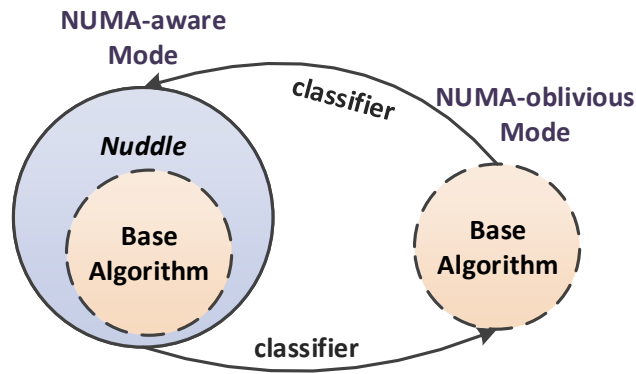 NUMA-aware
Mode
classifier
NUMA-oblivious
Mode
Nuddle
Base
Algorithm
Base
Algorithm
classifier